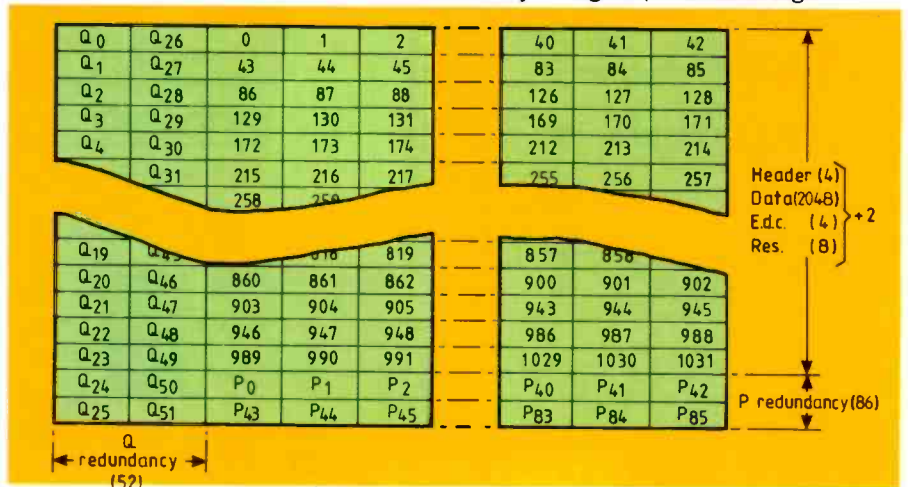 Q0 Q26 0 1 2 40 41 42
Q1 Q27 43 44 45 83 84 85
Q2 Q28 86 87 88 126 127 128
Q3 Q29 129 130 131 169 170 171
Q4 Q30 172 173 174 212 213 214
Q31 215 216 217 255 256 257
258
Header (4)
Data(2048)
E.d.c. (4)
Res. (8)
÷2
Q19 819 857 858
Q20 Q46 860 861 862 900 901 902
Q21 Q47 903 904 905 943 944 945
Q22 Q48 946 947 948 986 987 988
Q23 Q49 989 990 991 1029 1030 1031
Q24 Q50 P0 P1 P2 P40 P41 P42
Q25 Q51 P43 P44 P45 P83 P84 P85
P redundancy(86)
Q
redundancy
(52)